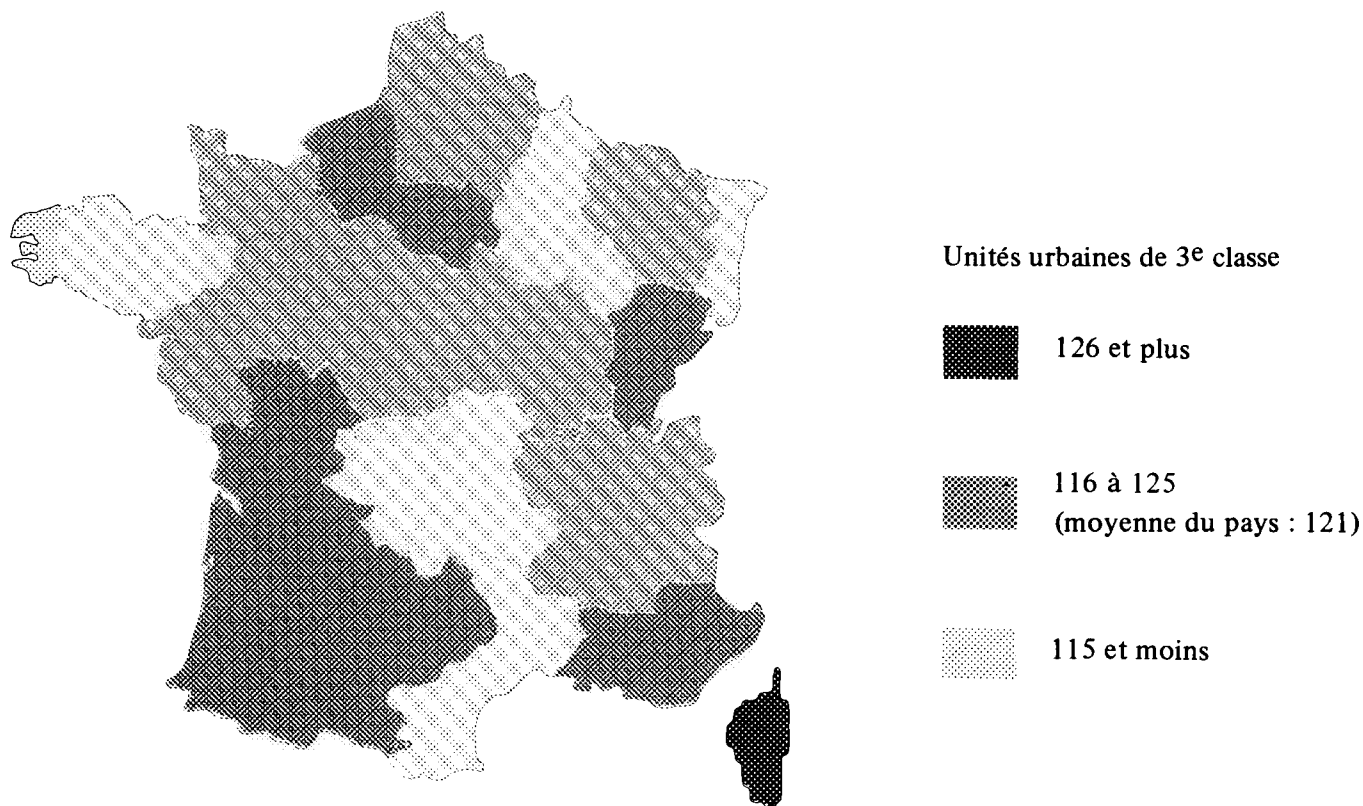 Unités urbaines de 3e classe
126 et plus
116 à 125
(moyenne du pays : 121)
115 et moins